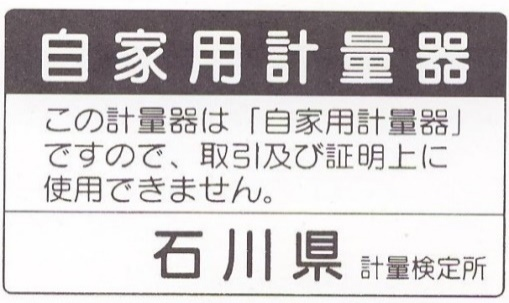 自家用計量器
この計量器は「自家用計量器」
ですので、取引及び証明上に
使用できません。
石川県 計量検定所